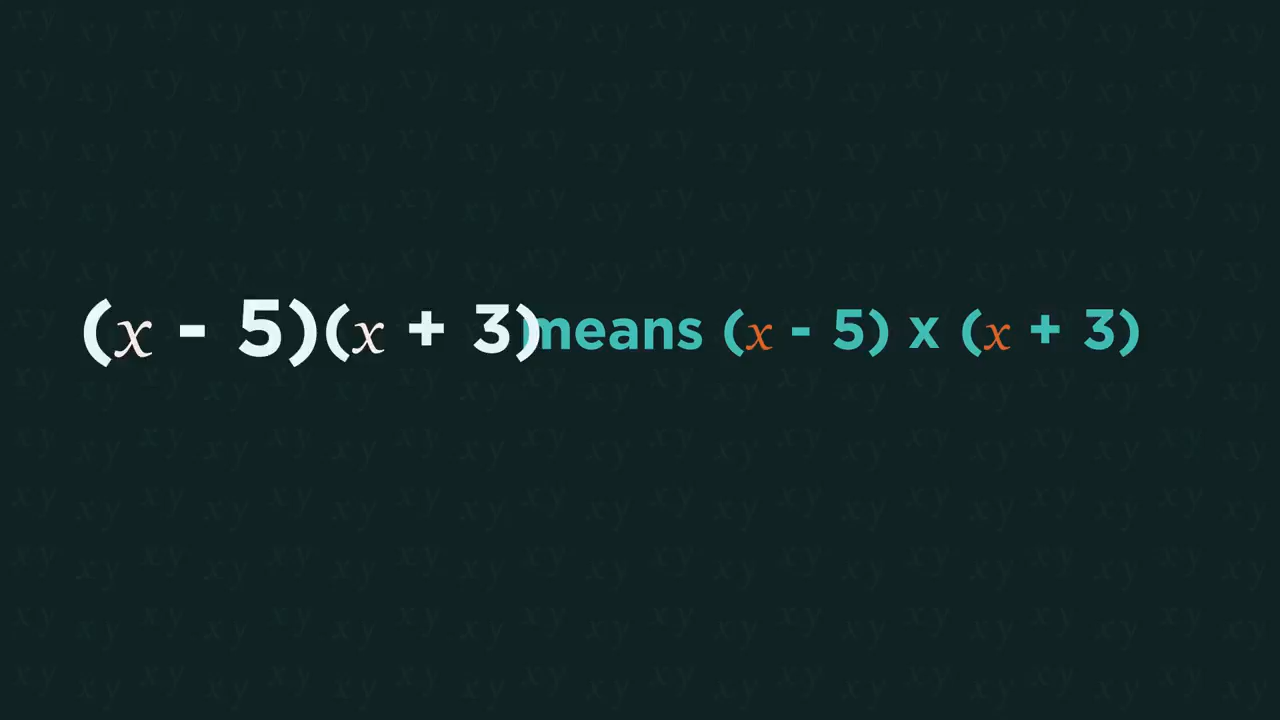 (x - 5)(x + 3) means (x - 5) x (x + 3)